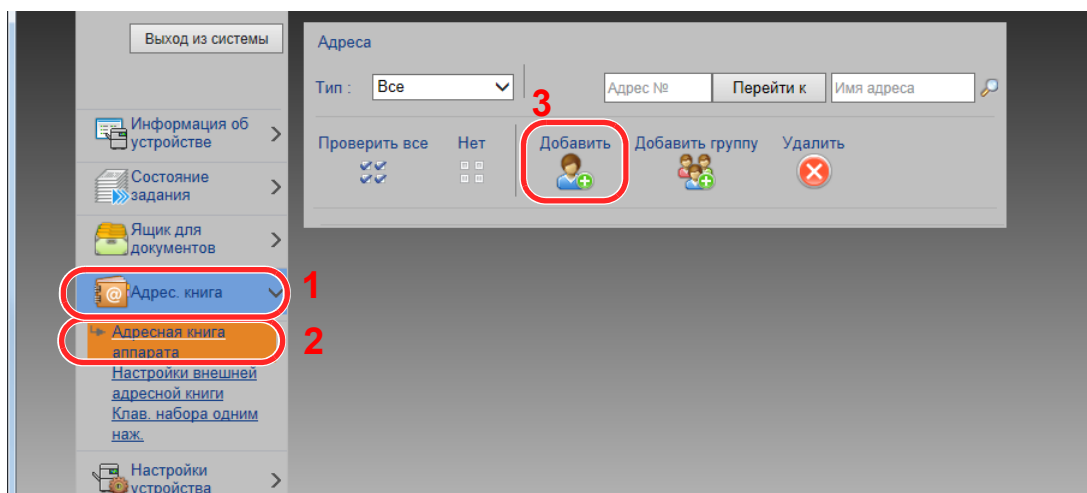 Выход из системы
Информация об
устройстве
Состояние
задания
Ящик для
документов
Адрес. книга
1
Адресная книга
аппарата
2
Настройки внешней
адресной книги
Клав. набора одним
наж.
Настройки
устройства
Адреса
Тип : Все
Адрес № Перейти к Имя адреса
3
Проверить все Нет Добавить Добавить группу Удалить